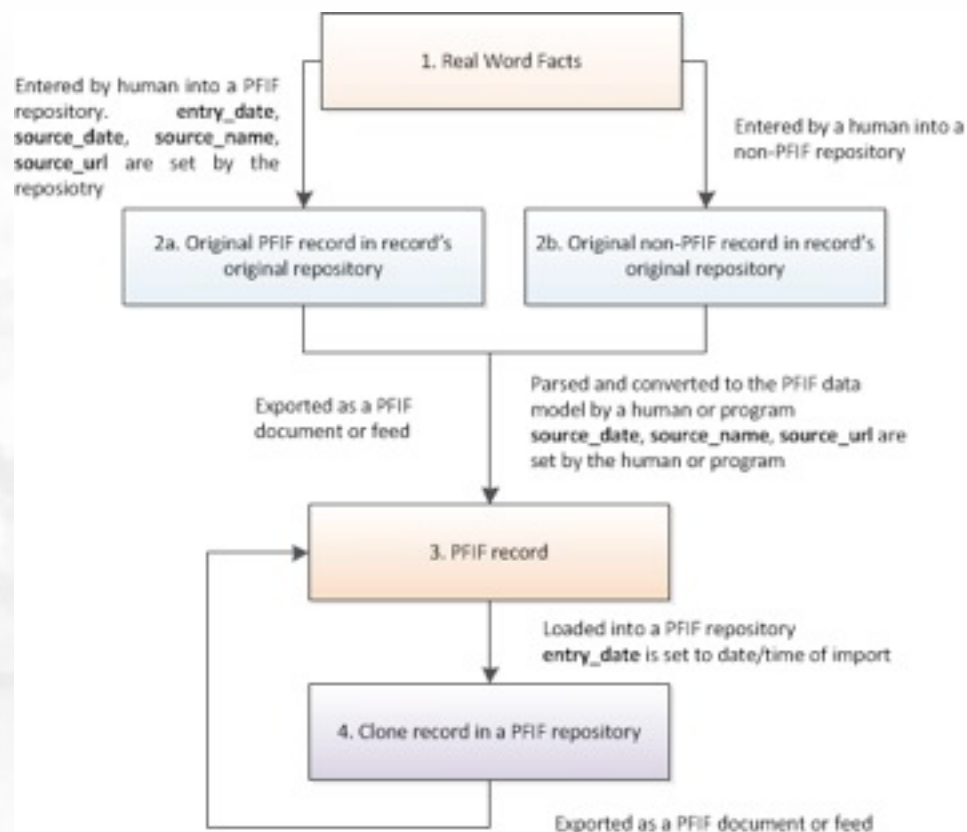 1. Real Word Facts
Entered by human into a PFIF
repository. entry_date,
source_date, source_name,
source_url are set by the
reposiotry
Entered by a human into a
non-PFIF repository
2a. Original PFIF record in record's
original repository
2b. Original non-PFIF record in record's
original repository
Exported as a PFIF
document or feed
Parsed and converted to the PFIF data
model by a human or program
source_date, source_name, source_url are
set by the human or program
3. PFIF record
Loaded into a PFIF repository
entry_date is set to date/time of import
4. Clone record in a PFIF repository
Exported as a PFIF document or feed